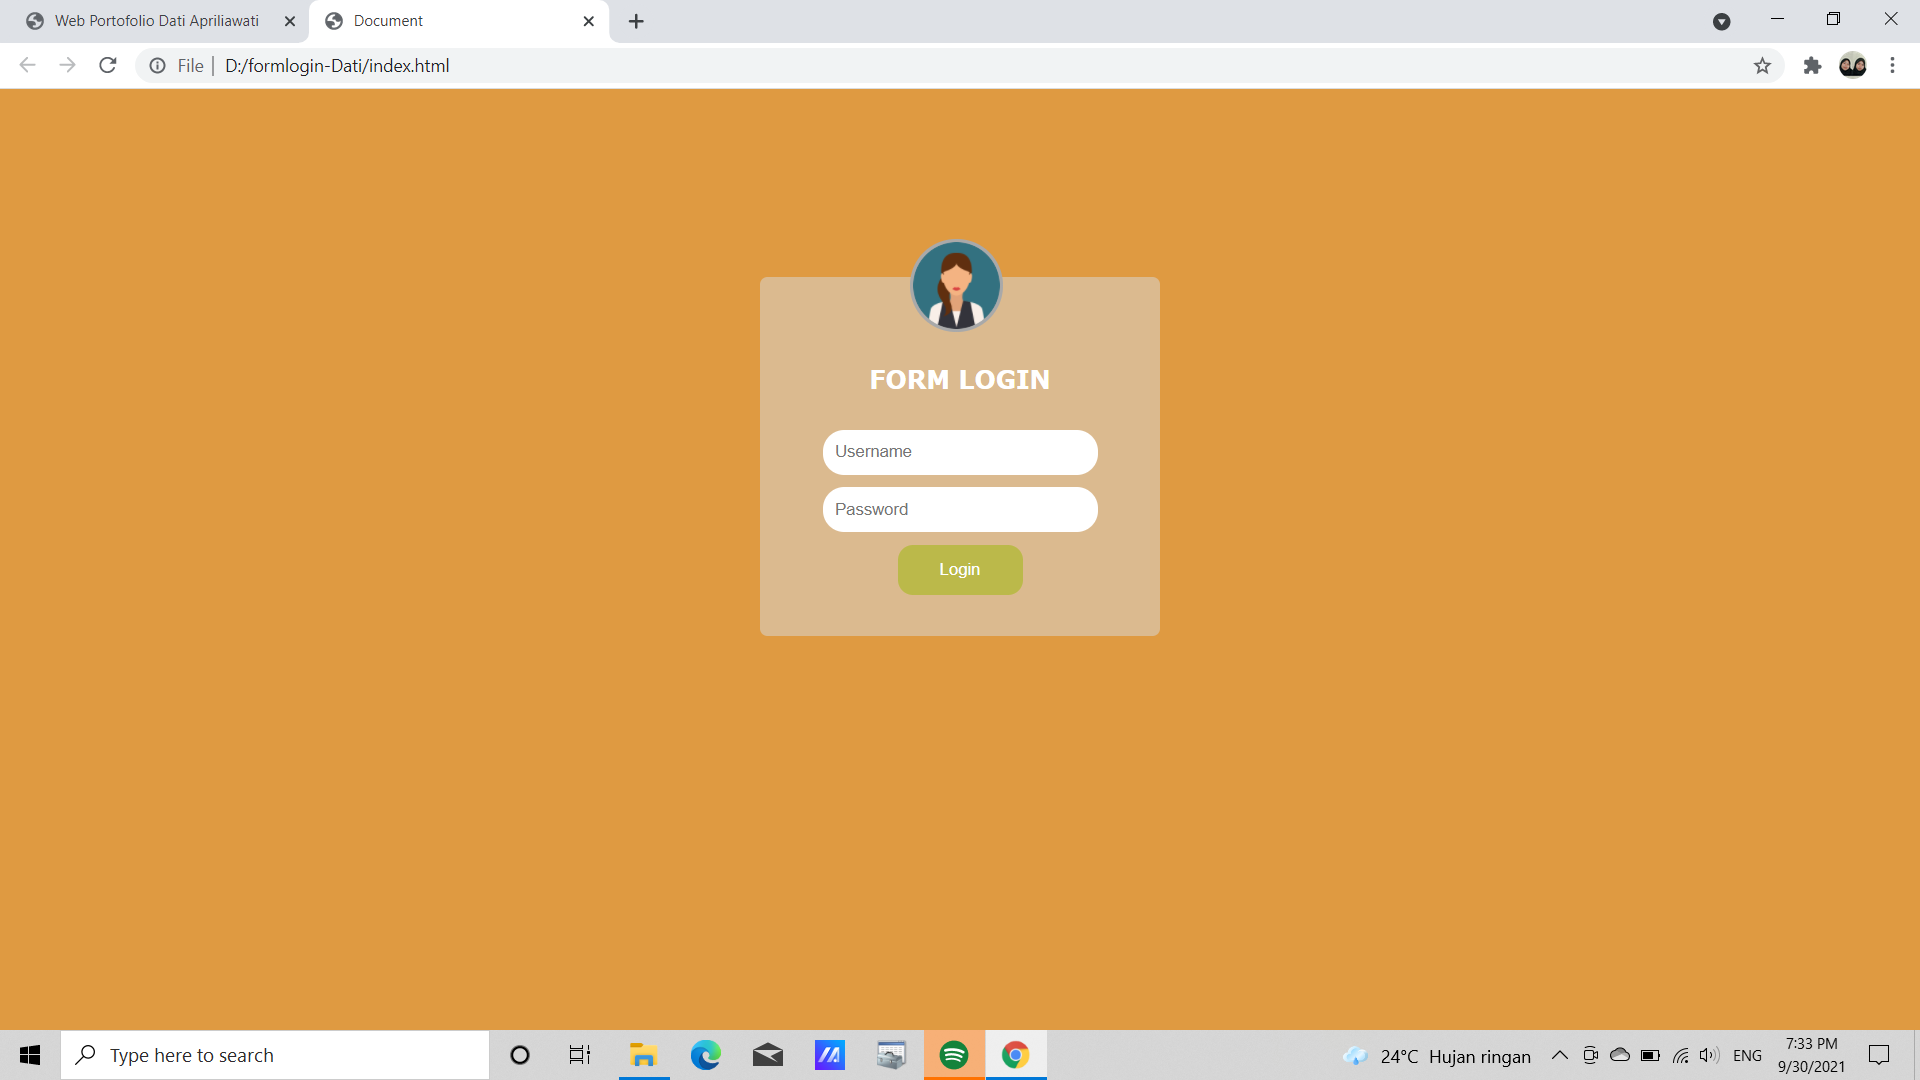 Web Portofolio Dati Apriliawati
Document
File
D:/formlogin-Dati/index.html
FORM LOGIN
Username
Password
Login
Type here to search
24°C Hujan ringan
ENG
7:33 PM
9/30/2021